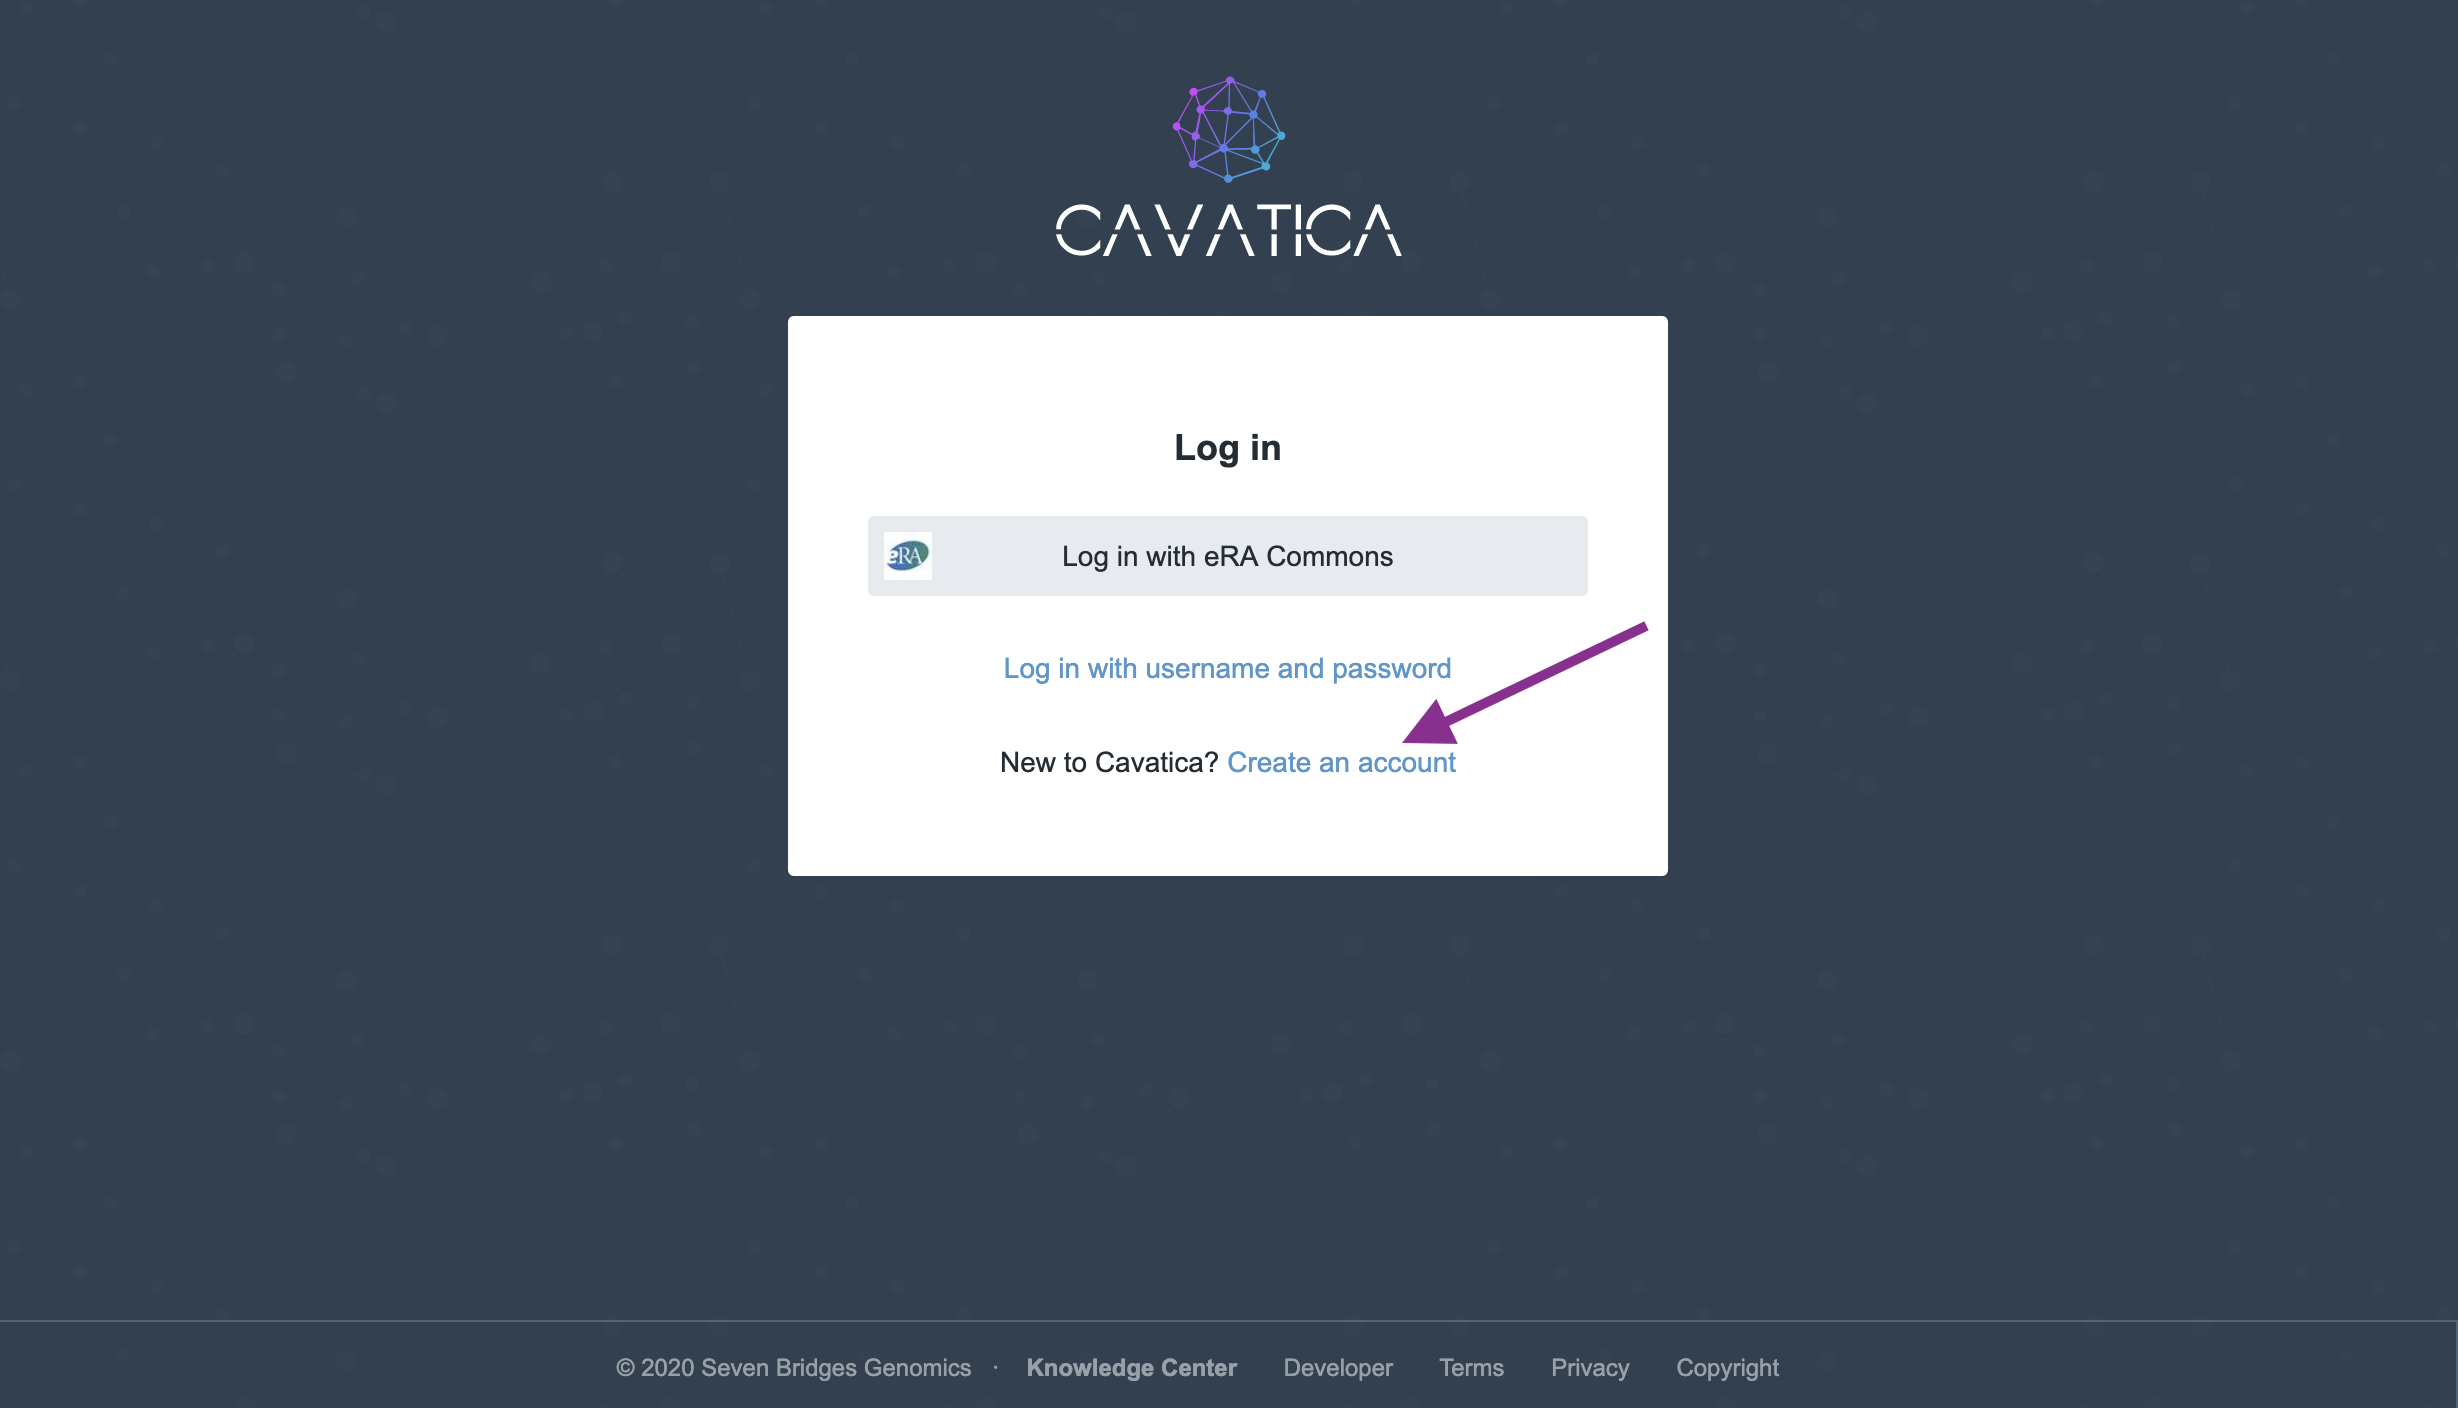 CAVATICA
Log in
eRA
Log in with eRA Commons
Log in with username and password
New to Cavatica? Create an account
© 2020 Seven Bridges Genomics · Knowledge Center Developer Terms Privacy Copyright